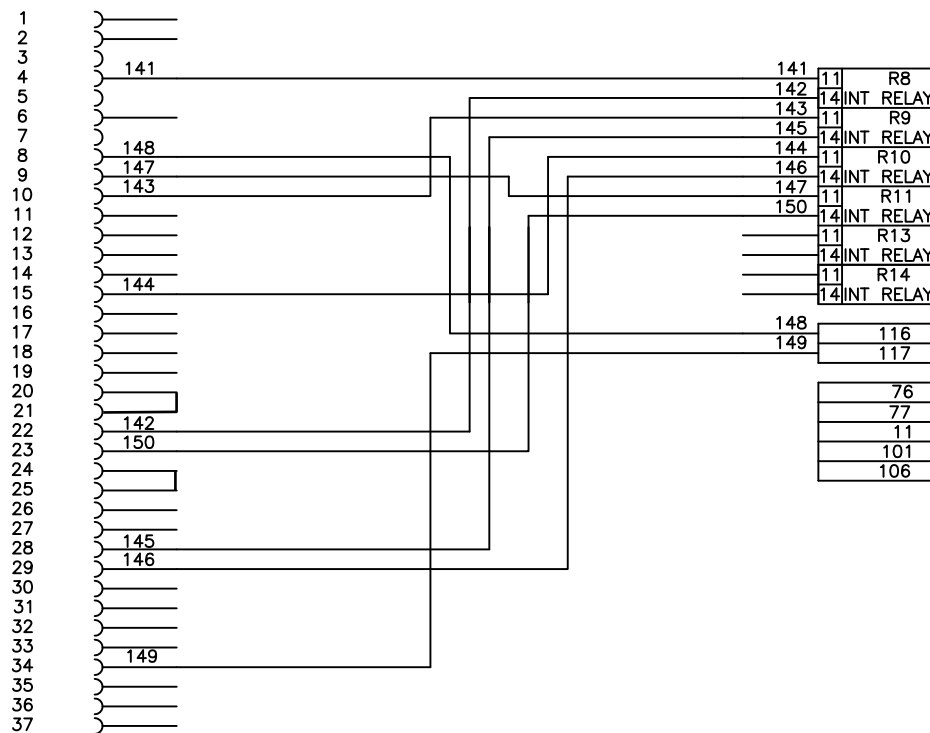 1
2
3
4 141 141 11 R8
5 142 14 INT RELAY
6 143 11 R9
7 145 14 INT RELAY
8 148 144 11 R10
9 147 146 14 INT RELAY
10 143 147 11 R11
11 150 14 INT RELAY
12 11 R13
13 14 INT RELAY
14 11 R14
15 144 14 INT RELAY
16
17 148 116
18 149 117
19
20 76
21 77
22 142 11
23 150 101
24 106
25
26
27
28 145
29 146
30
31
32
33
34 149
35
36
37